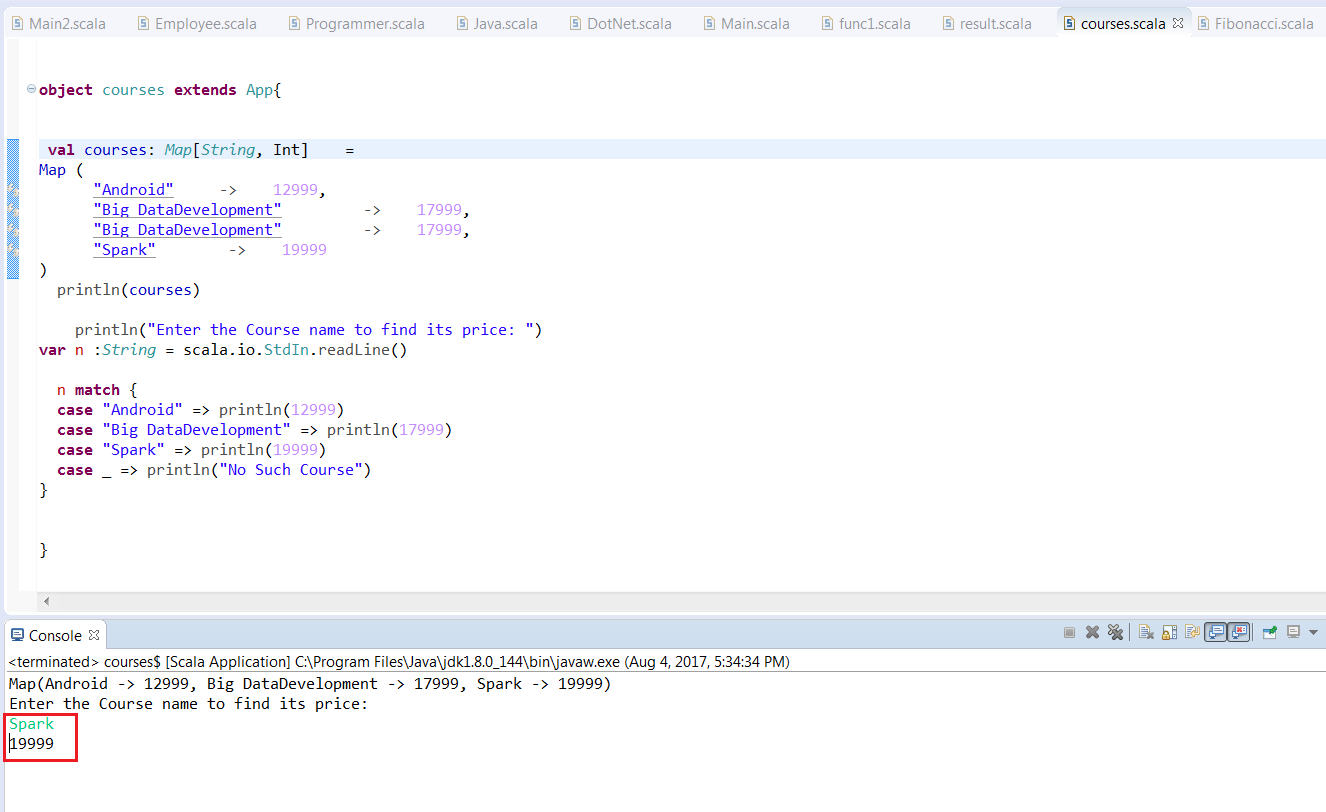 Main2.scala Employee.scala Programmer.scala Java.scala DotNet.scala Main.scala func1.scala result.scala courses.scala Fibonacci.scala
object courses extends App{
val courses: Map[String, Int] =
Map (
"Android" -> 12999,
"Big DataDevelopment" -> 17999,
"Big DataDevelopment" -> 17999,
"Spark" -> 19999
)
println(courses)
println("Enter the Course name to find its price: ")
var n :String = scala.io.StdIn.readLine()
n match {
case "Android" => println(12999)
case "Big DataDevelopment" => println(17999)
case "Spark" => println(19999)
case _ => println("No Such Course")
}
}
Console
<terminated> courses$ [Scala Application] C:\Program Files\Java\jdk1.8.0_144\bin\javaw.exe (Aug 4, 2017, 5:34:34 PM)
Map(Android -> 12999, Big DataDevelopment -> 17999, Spark -> 19999)
Enter the Course name to find its price:
Spark
19999